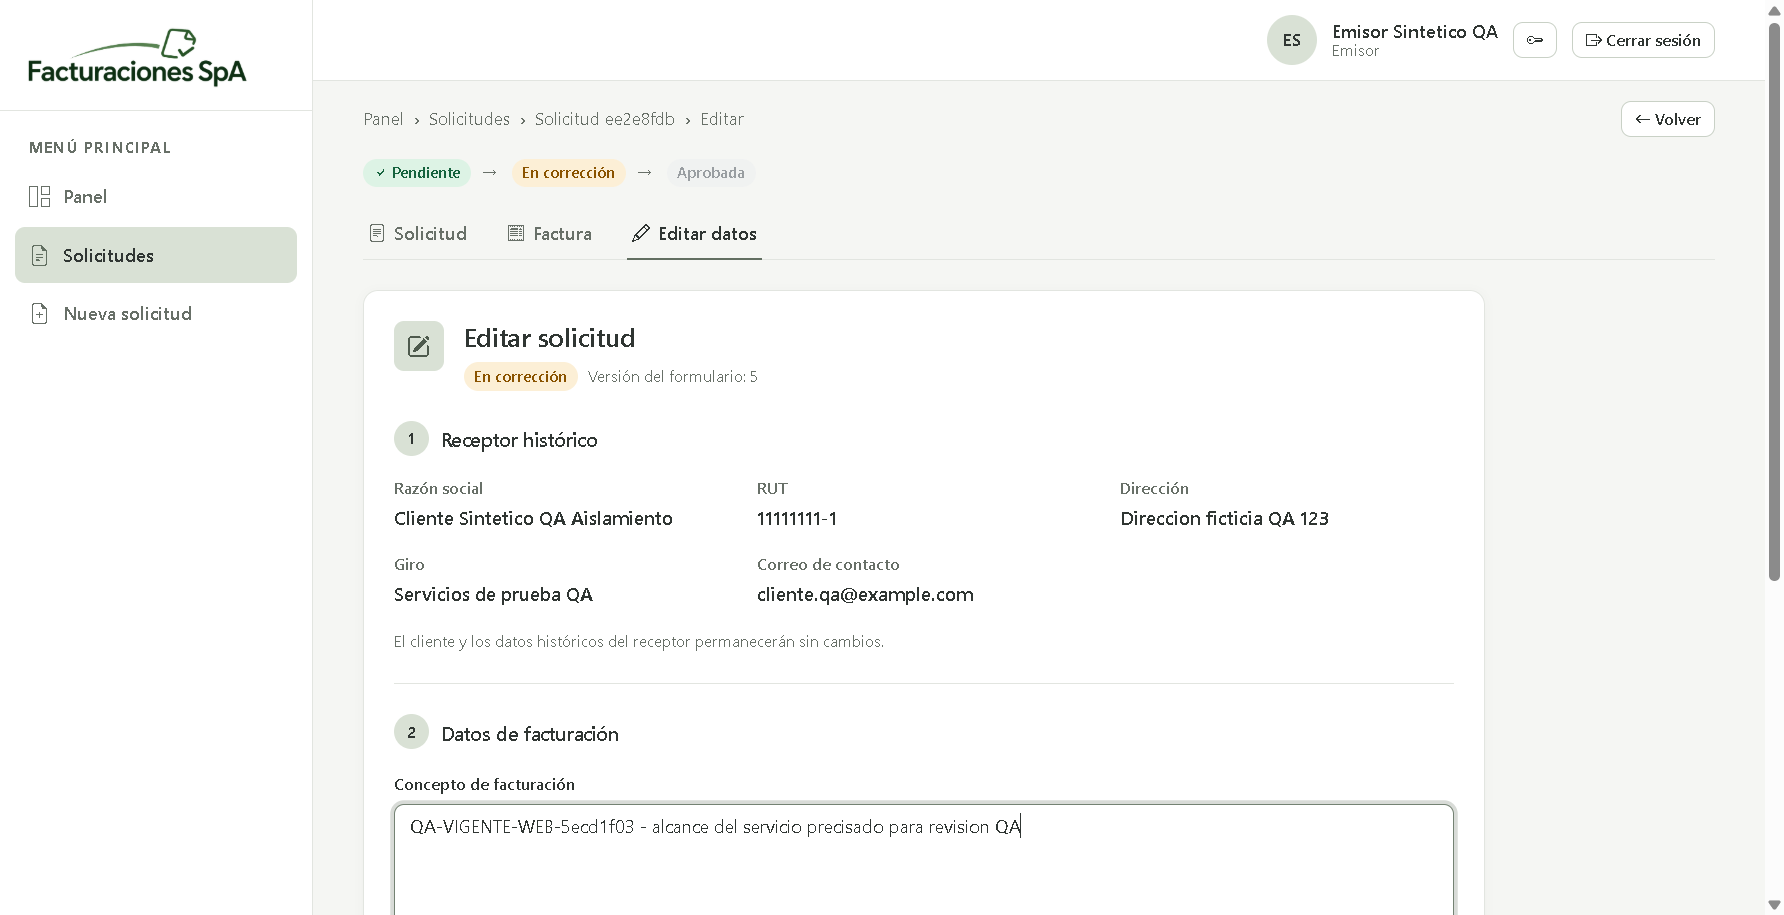 Facturaciones SpA
ES
Emisor Sintetico QA
Emisor
Cerrar sesión
MENÚ PRINCIPAL
Panel
Solicitudes
Nueva solicitud
Panel › Solicitudes › Solicitud ee2e8fdb › Editar
← Volver
✓ Pendiente → En corrección → Aprobada
Solicitud
Factura
Editar datos
Editar solicitud
En corrección Versión del formulario: 5
1 Receptor histórico
Razón social
Cliente Sintetico QA Aislamiento
RUT
11111111-1
Dirección
Direccion ficticia QA 123
Giro
Servicios de prueba QA
Correo de contacto
cliente.qa@example.com
El cliente y los datos históricos del receptor permanecerán sin cambios.
2 Datos de facturación
Concepto de facturación
QA-VIGENTE-WEB-5ecd1f03 - alcance del servicio precisado para revision QA